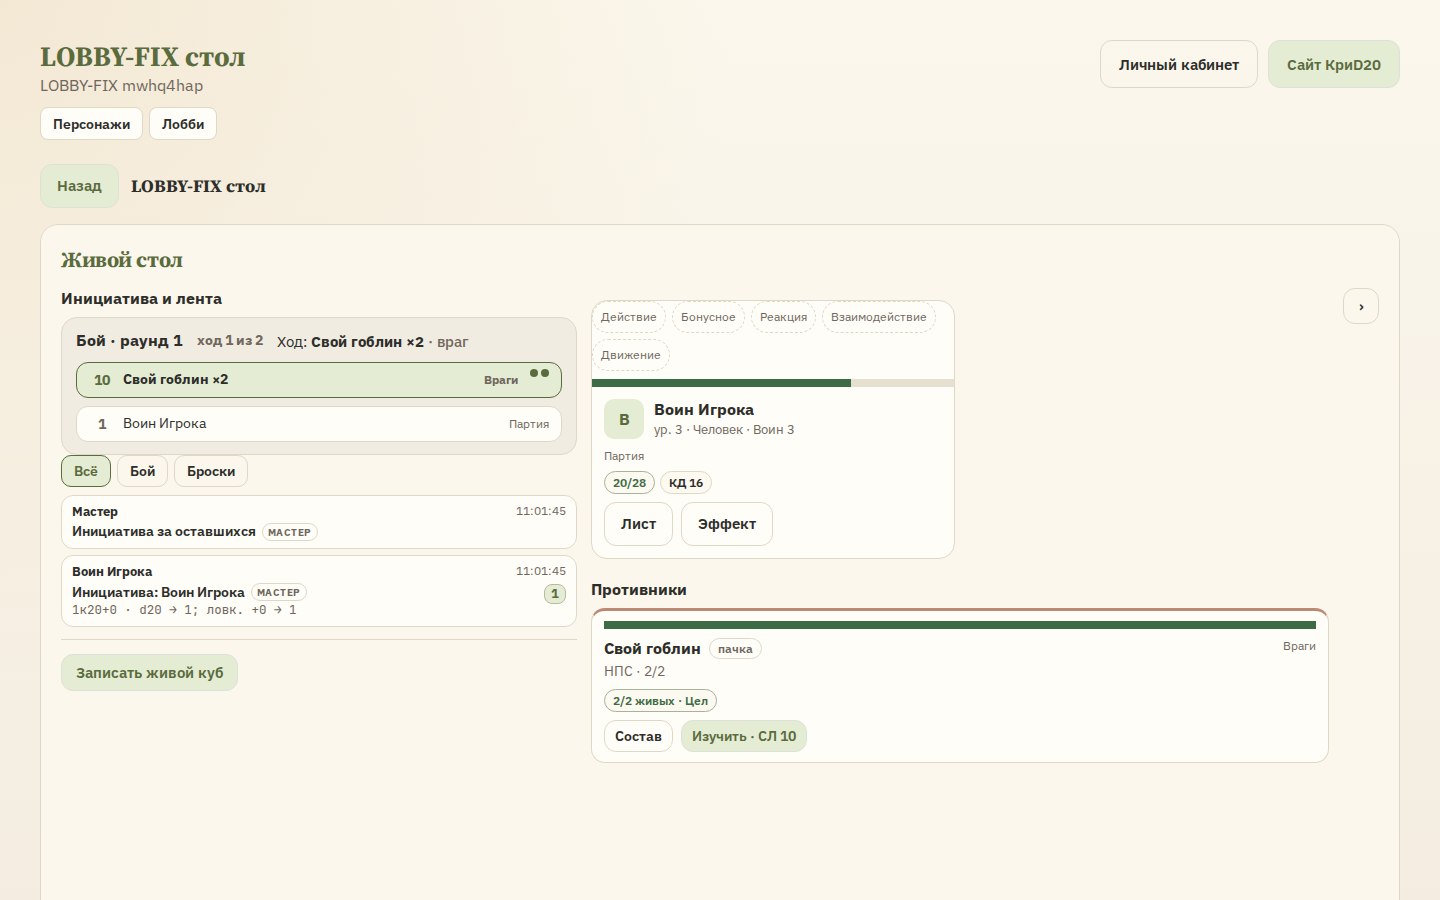 LOBBY-FIX стол
LOBBY-FIX mwhq4hap
Персонажи Лобби
Личный кабинет Сайт КриD20
Назад LOBBY-FIX стол
Живой стол
Инициатива и лента
Бой · раунд 1 ход 1 из 2 Ход: Свой гоблин ×2 · враг
10 Свой гоблин ×2 Враги
1 Воин Игрока Партия
Всё Бой Броски
Мастер 11:01:45
Инициатива за оставшихся МАСТЕР
Воин Игрока 11:01:45
Инициатива: Воин Игрока МАСТЕР 1
1к20+0 · d20 → 1; ловк. +0 → 1
Записать живой куб
Действие Бонусное Реакция Взаимодействие
Движение
В Воин Игрока
ур. 3 · Человек · Воин 3
Партия
20/28 КД 16
Лист Эффект
›
Противники
Свой гоблин пачка Враги
НПС · 2/2
2/2 живых · Цел
Состав Изучить · СЛ 10